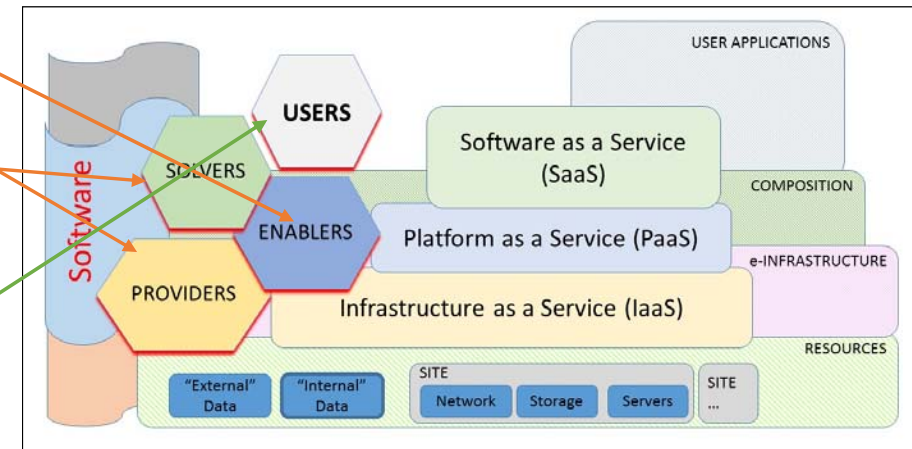 USER APPLICATIONS
USERS
Software as a Service
(SaaS)
SOLVERS
Software
COMPOSITION
ENABLERS
Platform as a Service (PaaS)
e-INFRASTRUCTURE
PROVIDERS
Infrastructure as a Service (IaaS)
RESOURCES
"External"
Data
"Internal"
Data
SITE
Network
Storage
Servers
SITE
...